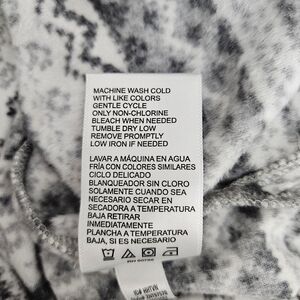 MACHINE WASH COLD
WITH LIKE COLORS
GENTLE CYCLE
ONLY NON-CHLORINE
BLEACH WHEN NEEDED
TUMBLE DRY LOW
REMOVE PROMPTLY
LOW IRON IF NEEDED
LAVAR A MÁQUINA EN AGUA
FRÍA CON COLORES SIMILARES
CICLO DELICADO
BLANQUEADOR SIN CLORO
SOLAMENTE CUANDO SEA
NECESARIO SECAR EN
SECADORA A TEMPERATURA
BAJA RETIRAR
INMEDIATAMENTE
PLANCHA A TEMPERATURA
BAJA, SI ES NECESARIO